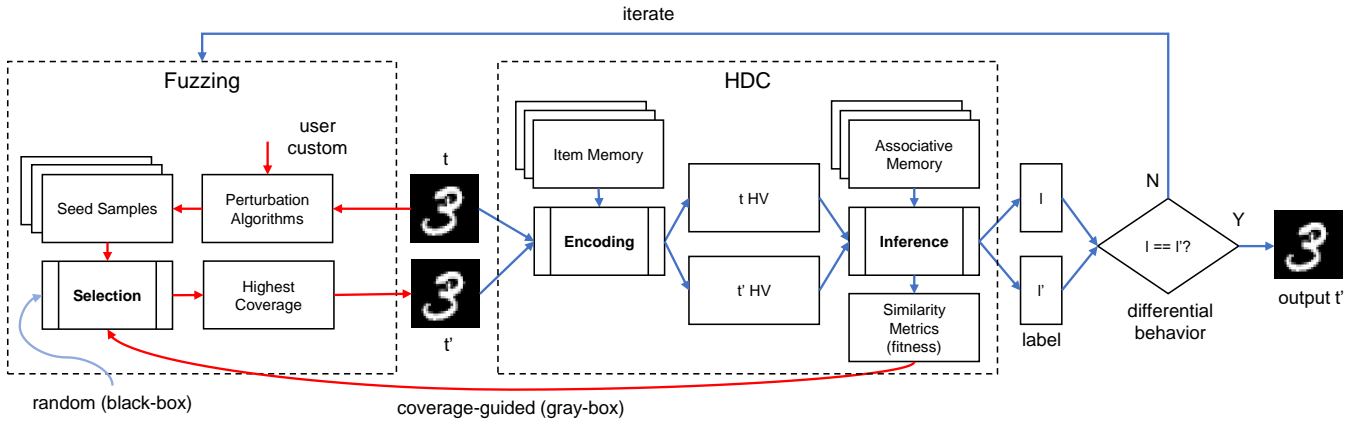 iterate
Fuzzing
HDC
user
custom
t
Item Memory
Associative
Memory
Seed Samples
Perturbation
Algorithms
t HV
l
N
Y
Encoding
Inference
l == l'?
Selection
Highest
Coverage
t' HV
l'
t'
Similarity
Metrics
(fitness)
label
differential
behavior
output t'
random (black-box)
coverage-guided (gray-box)